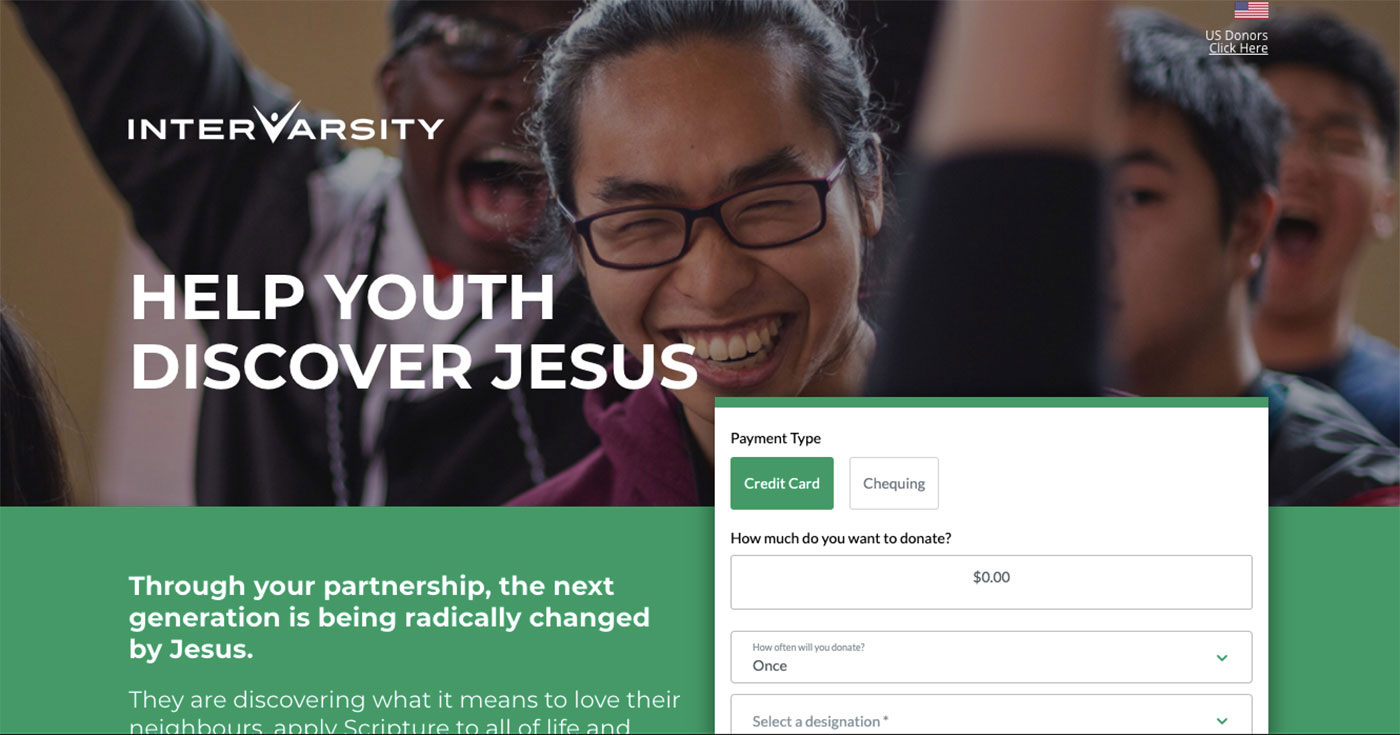 US Donors
Click Here
INTERVARSITY
HELP YOUTH
DISCOVER JESUS
Payment Type
Credit Card
Chequing
How much do you want to donate?
$0.00
How often will you donate?
Once
Select a designation *
Through your partnership, the next
generation is being radically changed
by Jesus.
They are discovering what it means to love their
neighbours, apply Scripture to all of life and